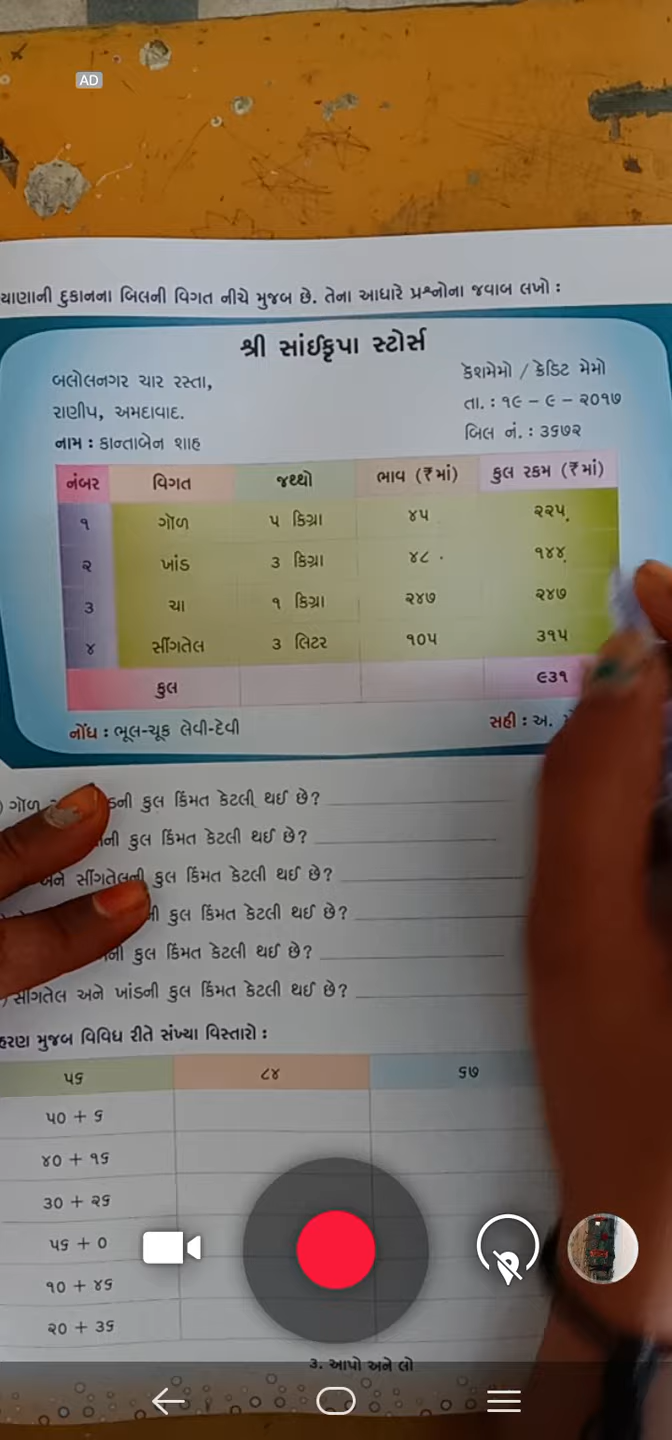 AD
યાણાની દુકાનના બિલની વિગત નીચે મુજબ છે. તેના આધારે પ્રશ્નોના જવાબ લખો :
શ્રી સાંઈકૃપા સ્ટોર્સ
બલોલનગર ચાર રસ્તા,
રાણીપ, અમદાવાદ.
નામ : કાન્તાબેન શાહ
કેશમેમો / ક્રેડિટ મેમો
તા. : ૧૯ – ૯ – ૨૦૧૭
બિલ નં. : ૩૬૭૨
નંબર વિગત જથ્થો ભાવ (₹માં) કુલ રકમ (₹માં)
૧ ગોળ ૫ કિગ્રા ૪૫ ૨૨૫
૨ ખાંડ ૩ કિગ્રા ૪૮ ૧૪૪
૩ ચા ૧ કિગ્રા ૨૪૭ ૨૪૭
૪ સીંગતેલ ૩ લિટર ૧૦૫ ૩૧૫
કુલ ૯૩૧
નોંધ : ભૂલ-ચૂક લેવી-દેવી
સહી : અ.
) ગોળ ડની કુલ કિંમત કેટલી થઈ છે?
ની કુલ કિંમત કેટલી થઈ છે?
અને સીંગતેલની કુલ કિંમત કેટલી થઈ છે?
ની કુલ કિંમત કેટલી થઈ છે?
ની કુલ કિંમત કેટલી થઈ છે?
) સીંગતેલ અને ખાંડની કુલ કિંમત કેટલી થઈ છે?
હરણ મુજબ વિવિધ રીતે સંખ્યા વિસ્તારો :
૫૬ ૮૪ ૬૭
૫૦ + ૬
૪૦ + ૧૬
૩૦ + ૨૬
૫૬ + ૦
૧૦ + ૪૬
૨૦ + ૩૬
૩. આપો અને લો